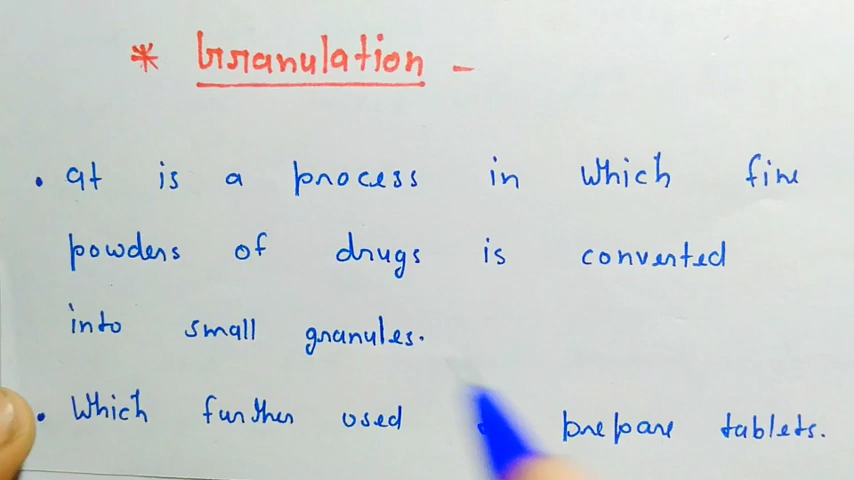 * Granulation -
• It is a process in which fine
powders of drugs is converted
into small granules.
• Which further used prepare tablets.